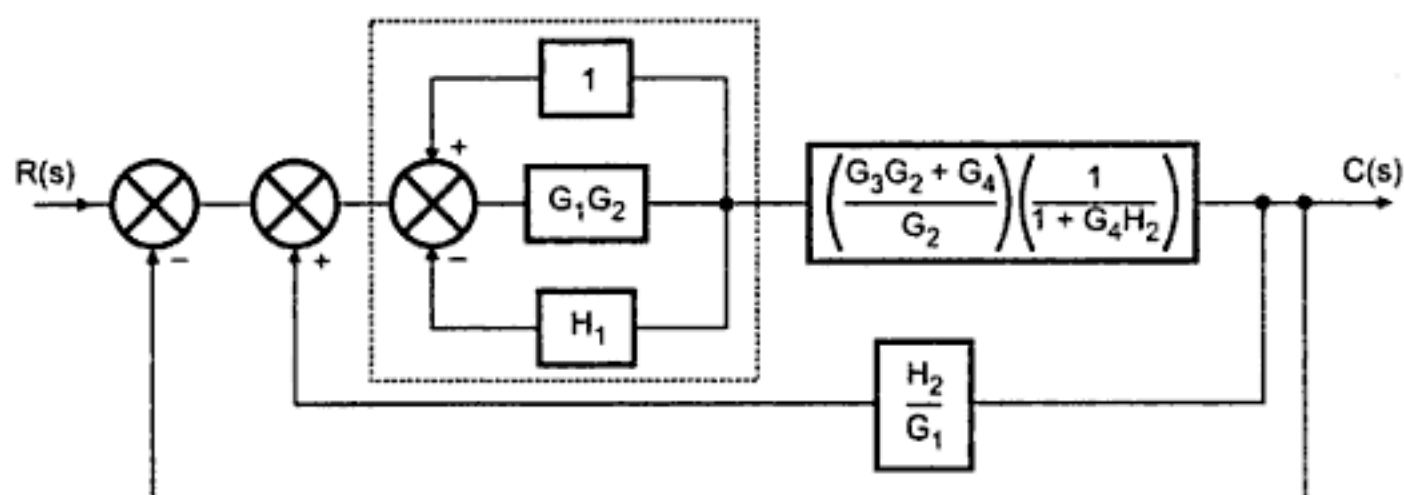 1
+
R(s)
G₁G₂
(G₃G₂ + G₄ / G₂)(1 / 1 + G₄H₂)
C(s)
−
+
−
H₁
H₂ / G₁